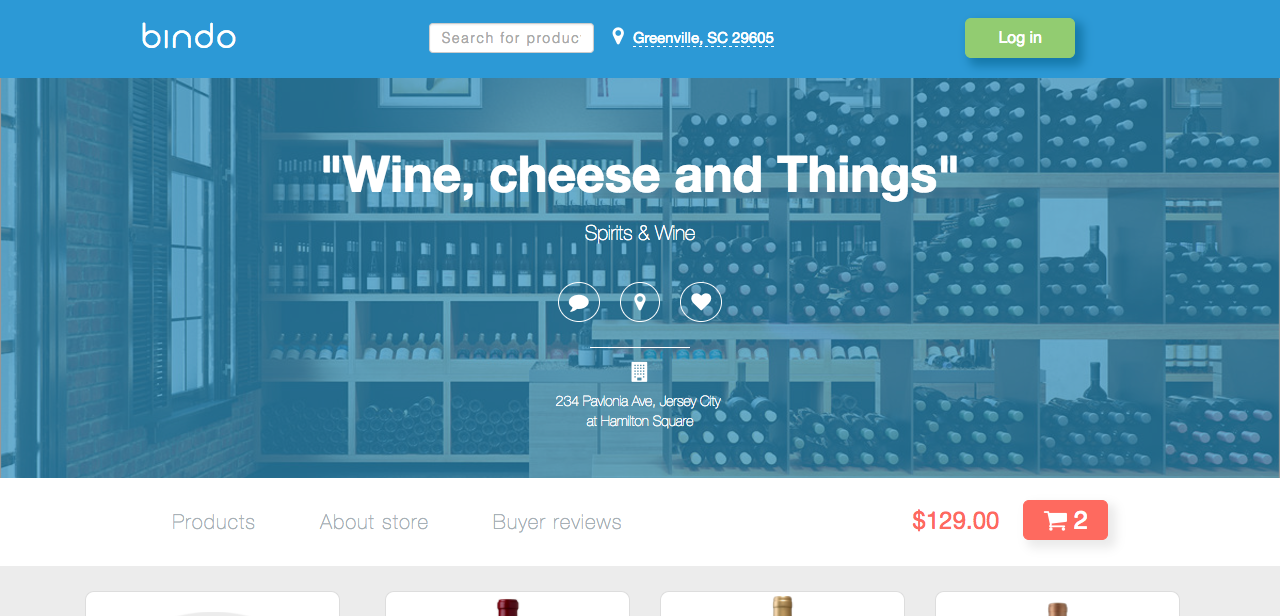 bindo
Search for produc
Greenville, SC 29605
Log in
"Wine, cheese and Things"
Spirits & Wine
234 Pavlonia Ave, Jersey City
at Hamilton Square
Products
About store
Buyer reviews
$129.00
2